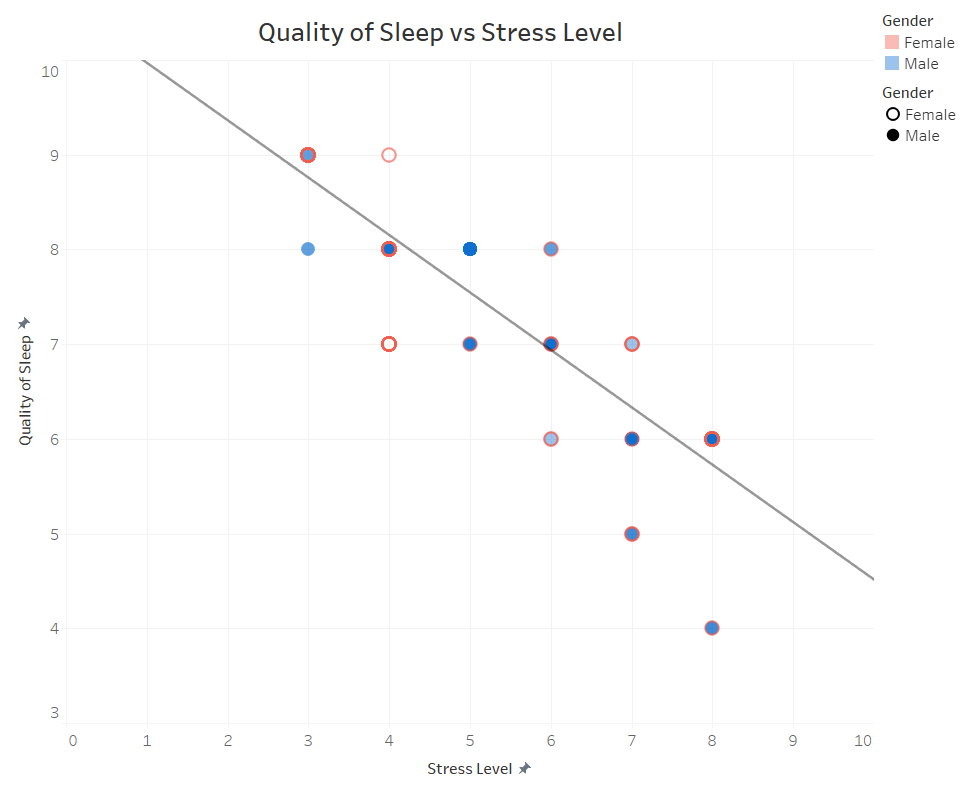 Quality of Sleep vs Stress Level
Gender
Female
Male
Gender
Female
Male
10
9
8
7
6
5
4
3
Quality of Sleep
0 1 2 3 4 5 6 7 8 9 10
Stress Level